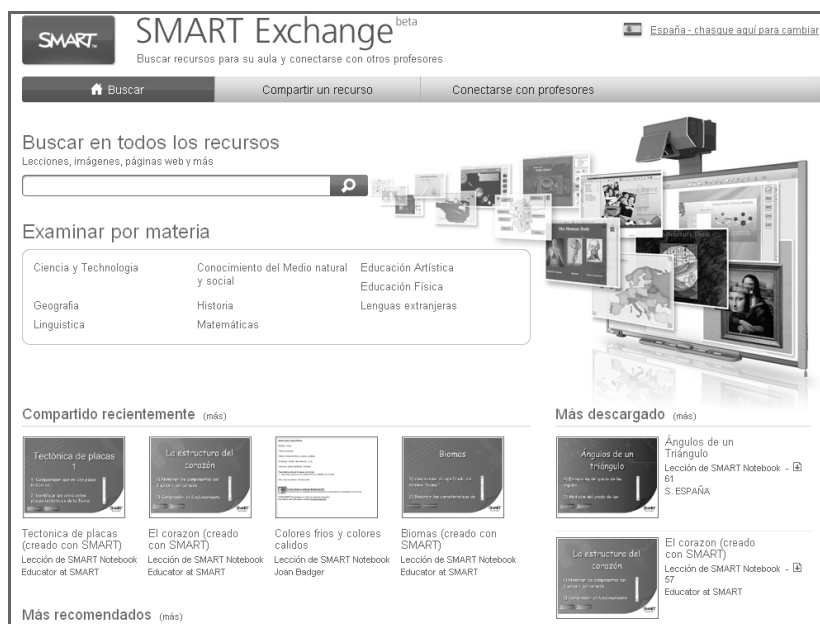 SMART
SMART Exchange beta
Buscar recursos para su aula y conectarse con otros profesores
España - chasque aquí para cambiar
Buscar
Compartir un recurso
Conectarse con profesores
Buscar en todos los recursos
Lecciones, imágenes, páginas web y más
Examinar por materia
Ciencia y Technologia
Conocimiento del Medio natural
y social
Educación Artística
Educación Física
Geografia
Historia
Lenguas extranjeras
Linguistica
Matemáticas
The Human Body
Compartido recientemente (más)
Tectónica de placas
1
La estructura del
corazón
Biomas
Tectonica de placas
(creado con SMART)
Lección de SMART Notebook
Educator at SMART
El corazon (creado
con SMART)
Lección de SMART Notebook
Educator at SMART
Colores frios y colores
calidos
Lección de SMART Notebook
Joan Badger
Biomas (creado con
SMART)
Lección de SMART Notebook
Educator at SMART
Más descargado (más)
Ángulos de un
triángulo
Ángulos de un
Triángulo
Lección de SMART Notebook -
61
S. ESPAÑA
La estructura del
corazón
El corazon (creado
con SMART)
Lección de SMART Notebook -
57
Educator at SMART
Más recomendados (más)